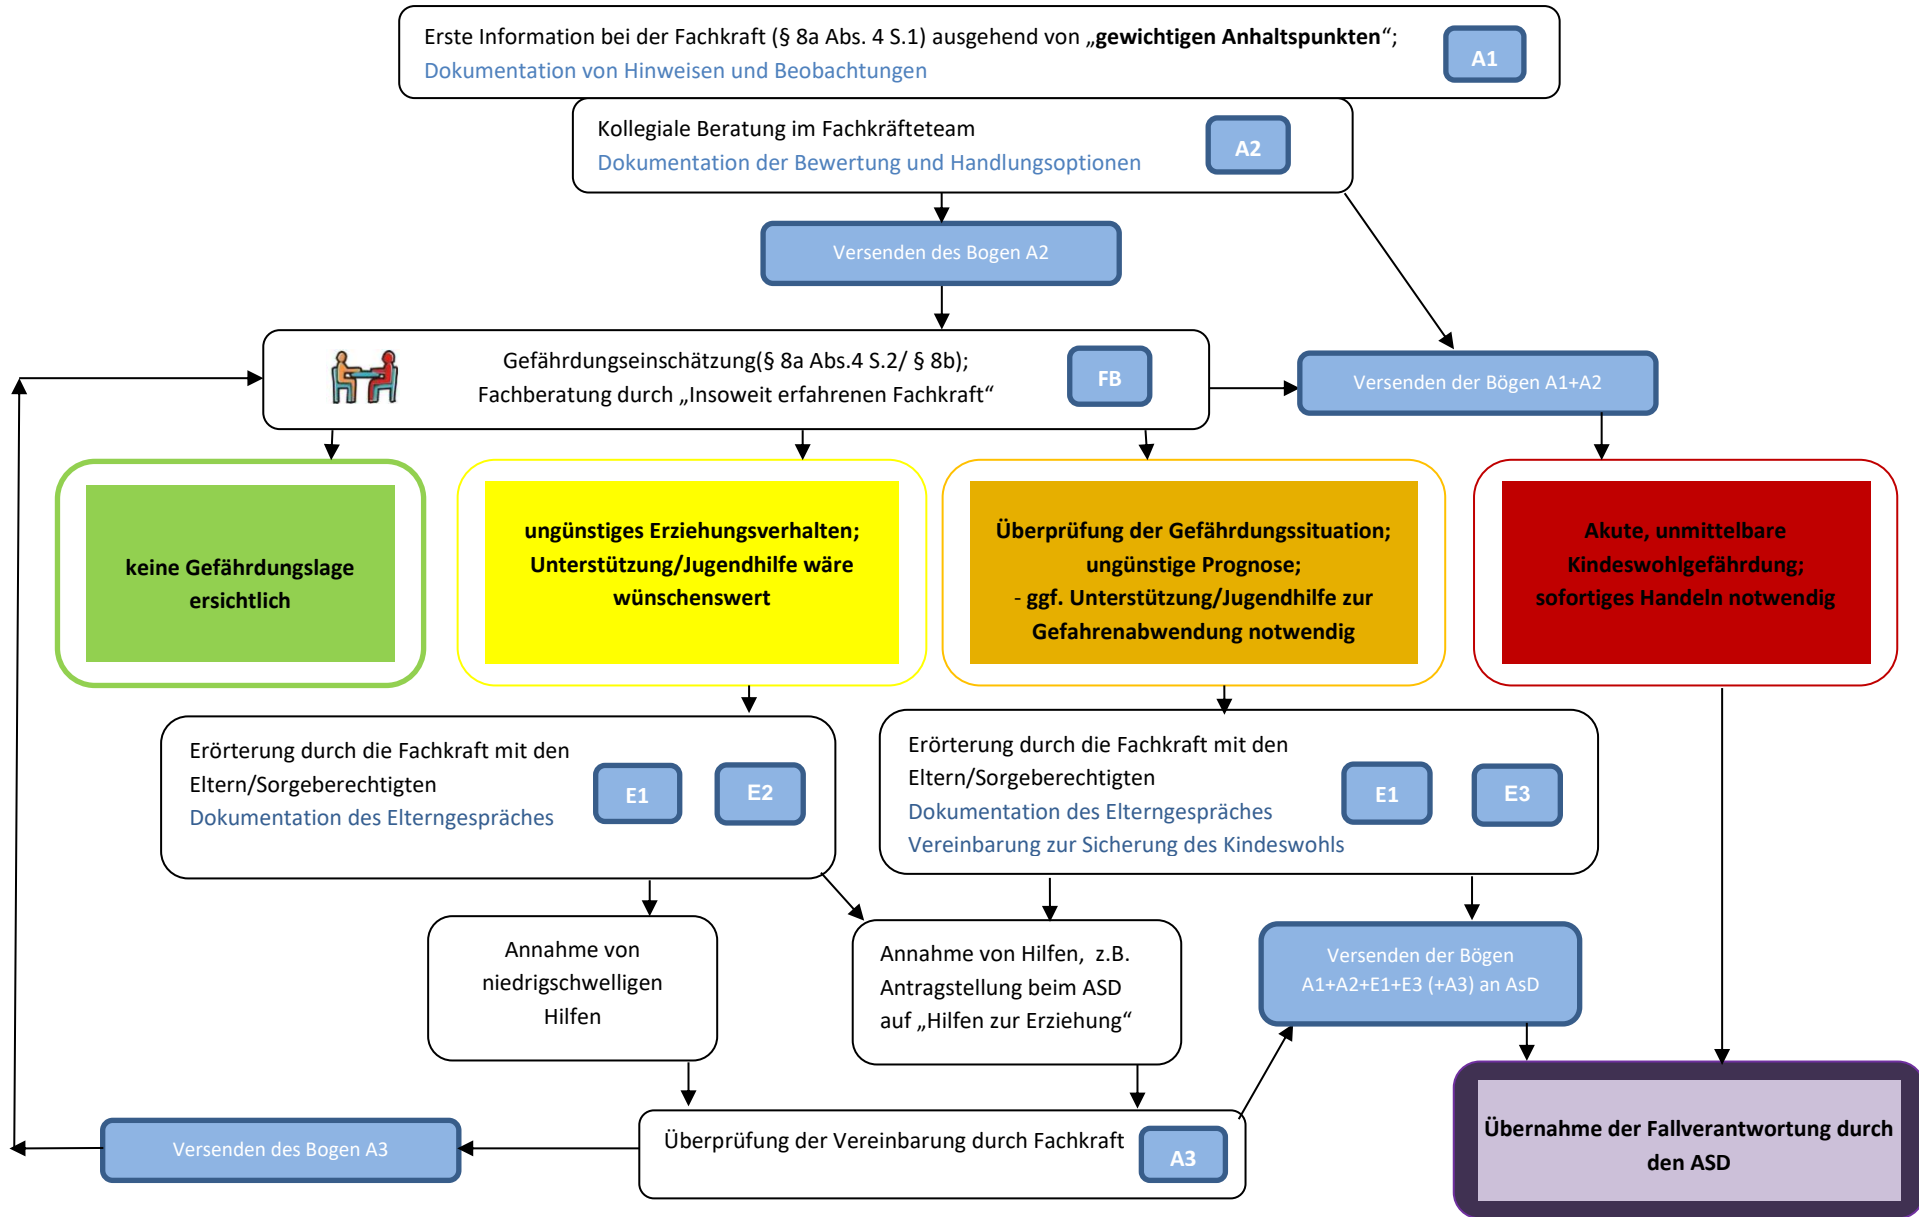 Erste Information bei der Fachkraft (§ 8a Abs. 4 S.1) ausgehend von „gewichtigen Anhaltspunkten“;
Dokumentation von Hinweisen und Beobachtungen
A1
Kollegiale Beratung im Fachkräfteteam
Dokumentation der Bewertung und Handlungsoptionen
A2
Versenden des Bogen A2
Gefährdungseinschätzung(§ 8a Abs.4 S.2/ § 8b);
Fachberatung durch „Insoweit erfahrenen Fachkraft“
FB
Versenden der Bögen A1+A2
keine Gefährdungslage
ersichtlich
ungünstiges Erziehungsverhalten;
Unterstützung/Jugendhilfe wäre
wünschenswert
Überprüfung der Gefährdungssituation;
ungünstige Prognose;
- ggf. Unterstützung/Jugendhilfe zur
Gefahrenabwendung notwendig
Akute, unmittelbare
Kindeswohlgefährdung;
sofortiges Handeln notwendig
Erörterung durch die Fachkraft mit den
Eltern/Sorgeberechtigten
Dokumentation des Elterngespräches
E1
E2
Erörterung durch die Fachkraft mit den
Eltern/Sorgeberechtigten
Dokumentation des Elterngespräches
Vereinbarung zur Sicherung des Kindeswohls
E1
E3
Annahme von
niedrigschwelligen
Hilfen
Annahme von Hilfen, z.B.
Antragstellung beim ASD
auf „Hilfen zur Erziehung“
Versenden der Bögen
A1+A2+E1+E3 (+A3) an AsD
Versenden des Bogen A3
Überprüfung der Vereinbarung durch Fachkraft
A3
Übernahme der Fallverantwortung durch
den ASD